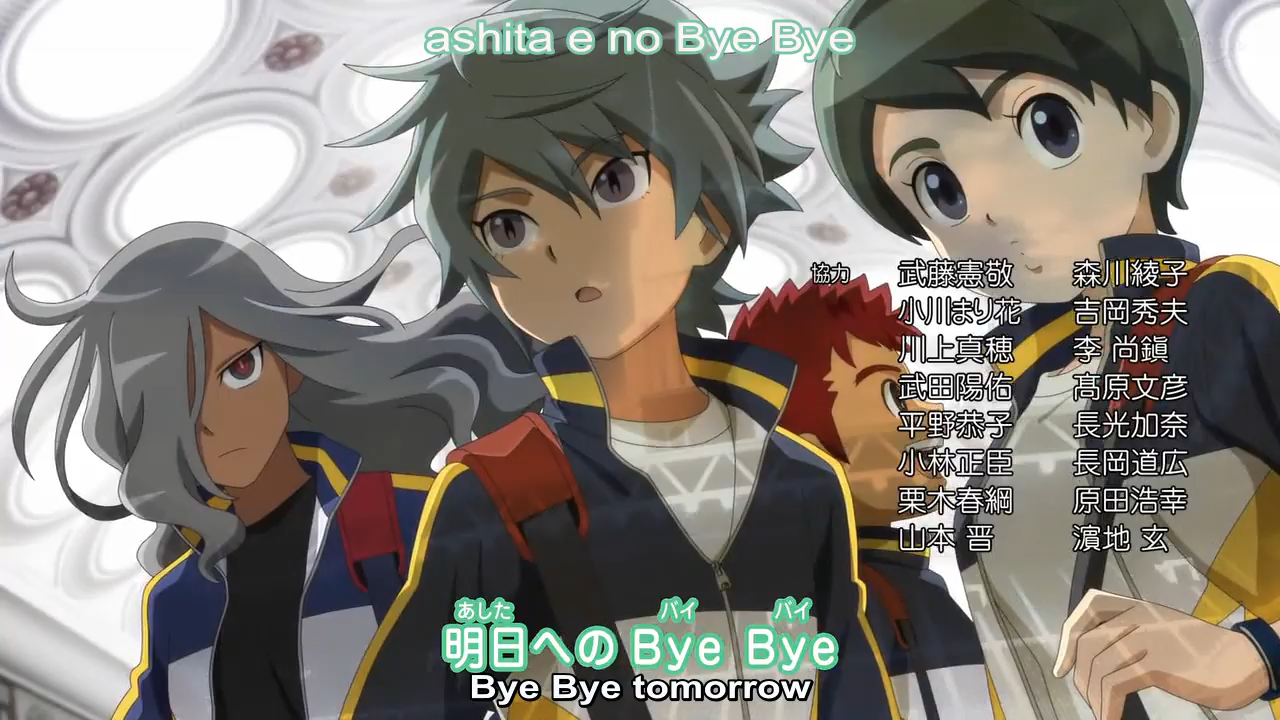 ashita e no Bye Bye
協力 武藤憲敬 森川綾子
小川まり花 吉岡秀夫
川上真穂 李 尚鎭
武田陽佑 髙原文彦
平野恭子 長光加奈
小林正臣 長岡道広
栗木春綱 原田浩幸
山本 晋 濵地 玄
あした バイ バイ
明日へのBye Bye
Bye Bye tomorrow